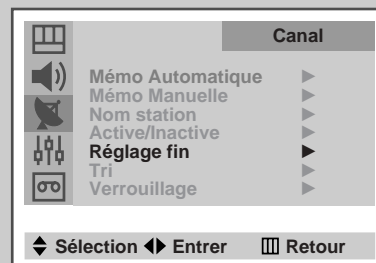 Canal
Mémo Automatique
Mémo Manuelle
Nom station
Active/Inactive
Réglage fin
Tri
Verrouillage
Sélection Entrer Retour